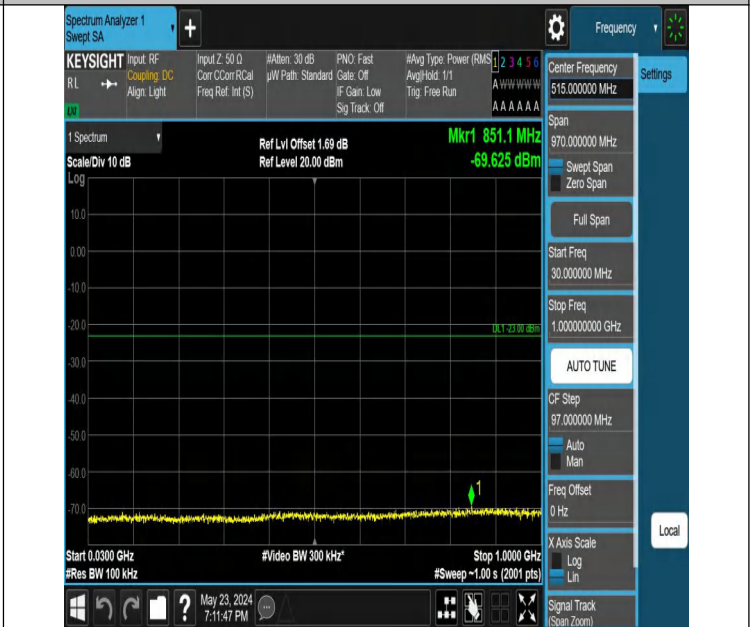 Spectrum Analyzer 1
Swept SA
+
Frequency
KEYSIGHT
RL
LXI
Input: RF
Coupling: DC
Align: Light
Input Z: 50 Ω
Corr CCorr RCal
Freq Ref: Int (S)
#Atten: 30 dB
µW Path: Standard
PNO: Fast
Gate: Off
IF Gain: Low
Sig Track: Off
#Avg Type: Power (RMS
Avg|Hold: 1/1
Trig: Free Run
1 2 3 4 5 6
A W W W W W
A A A A A A
1 Spectrum
Scale/Div 10 dB
Log
Ref Lvl Offset 1.69 dB
Ref Level 20.00 dBm
Mkr1 851.1 MHz
-69.625 dBm
10.0
0.00
-10.0
-20.0
DL1 -23.00 dBm
-30.0
-40.0
-50.0
-60.0
1
-70.0
Start 0.0300 GHz
#Res BW 100 kHz
#Video BW 300 kHz*
Stop 1.0000 GHz
#Sweep ~1.00 s (2001 pts)
?
May 23, 2024
7:11:47 PM
Center Frequency
515.000000 MHz
Span
970.000000 MHz
Swept Span
Zero Span
Full Span
Start Freq
30.000000 MHz
Stop Freq
1.000000000 GHz
AUTO TUNE
CF Step
97.000000 MHz
Auto
Man
Freq Offset
0 Hz
X Axis Scale
Log
Lin
Signal Track
(Span Zoom)
Settings
Local